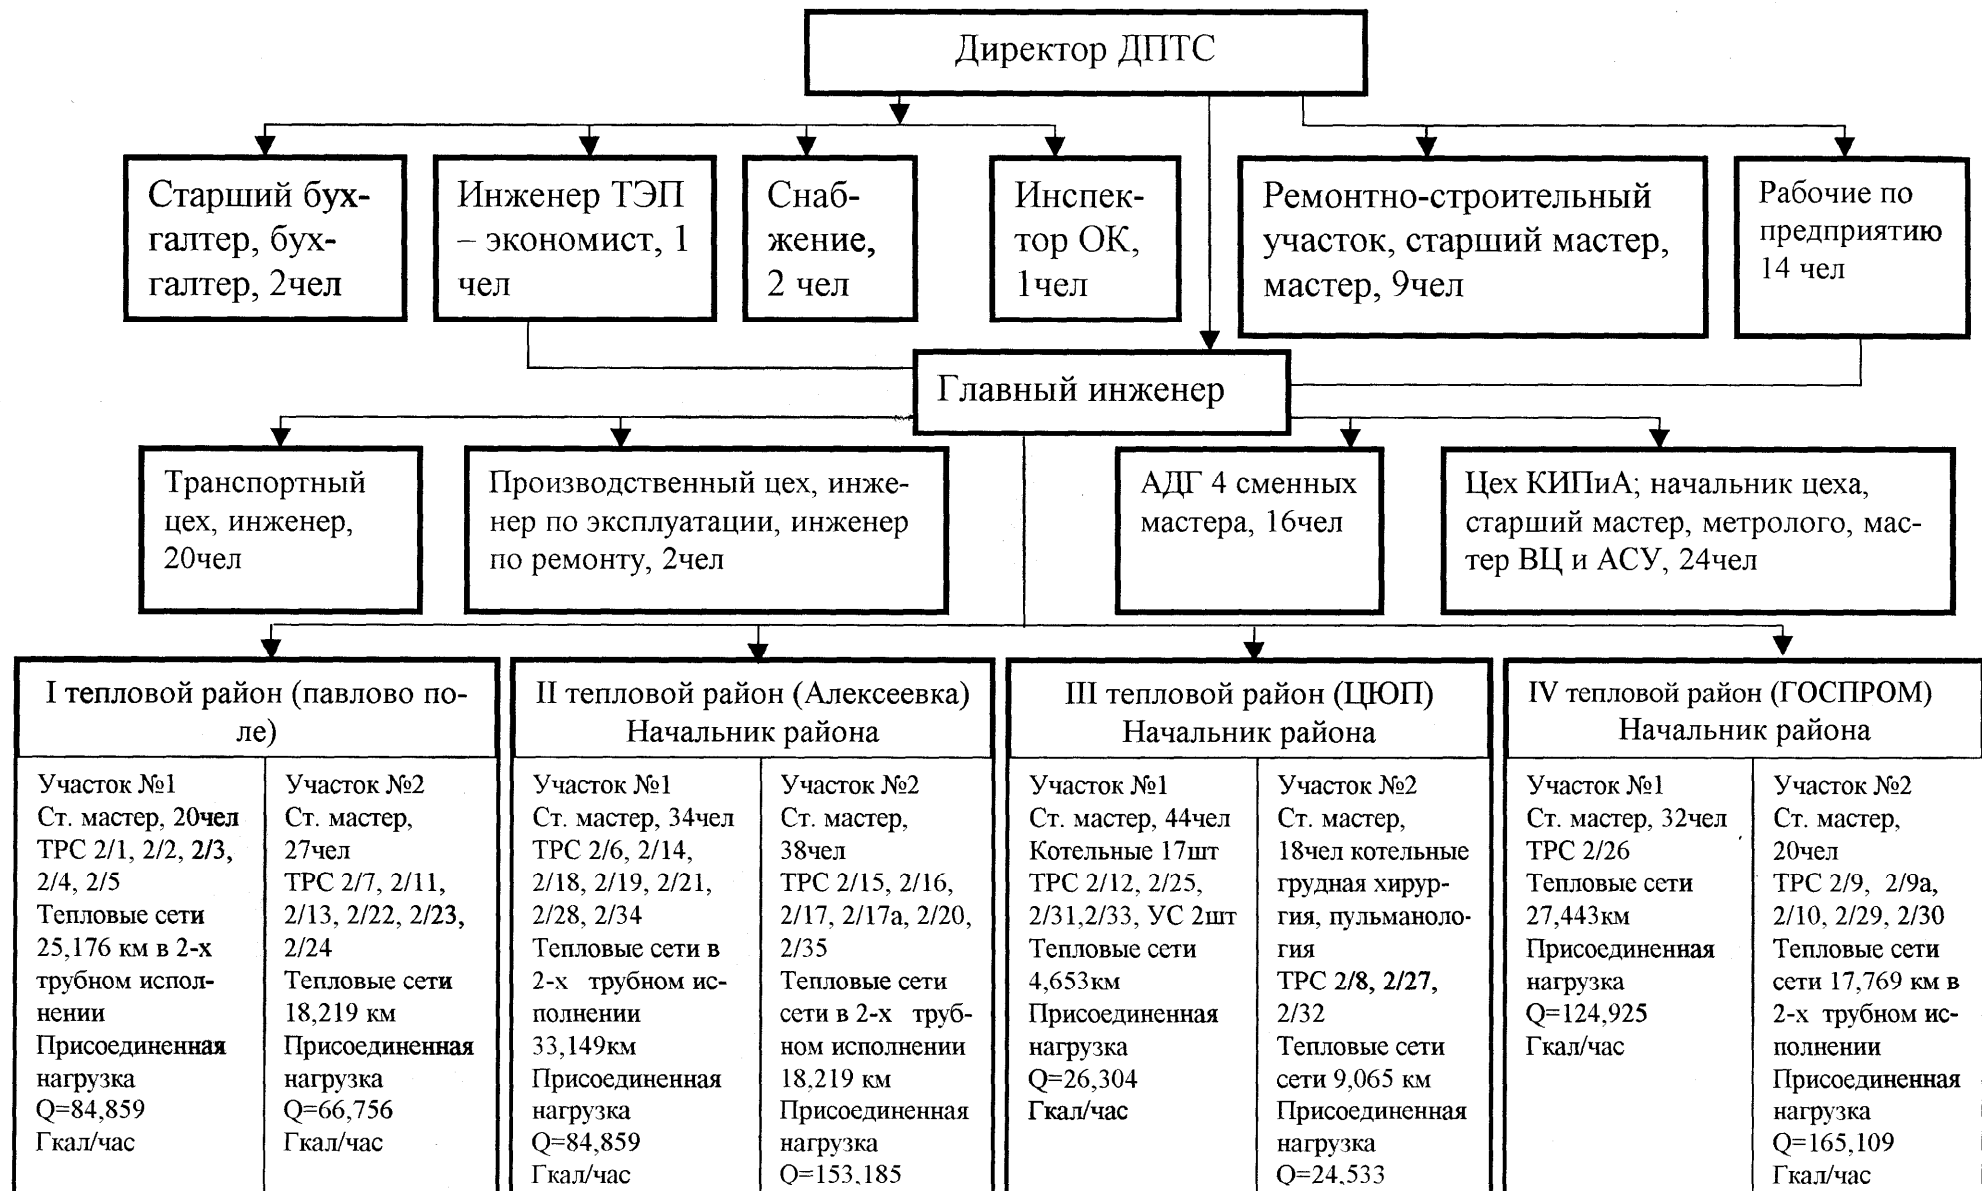 Директор ДПТС
Старший бух-
галтер, бух-
галтер, 2чел
Инженер ТЭП
– экономист, 1
чел
Снаб-
жение,
2 чел
Инспек-
тор ОК,
1чел
Ремонтно-строительный
участок, старший мастер,
мастер, 9чел
Рабочие по
предприятию
14 чел
Главный инженер
Транспортный
цех, инженер,
20чел
Производственный цех, инже-
нер по эксплуатации, инженер
по ремонту, 2чел
АДГ 4 сменных
мастера, 16чел
Цех КИПиА; начальник цеха,
старший мастер, метролого, мас-
тер ВЦ и АСУ, 24чел
I тепловой район (павлово по-
ле)
Участок №1
Ст. мастер, 20чел
ТРС 2/1, 2/2, 2/3,
2/4, 2/5
Тепловые сети
25,176 км в 2-х
трубном испол-
нении
Присоединенная
нагрузка
Q=84,859
Гкал/час
Участок №2
Ст. мастер,
27чел
ТРС 2/7, 2/11,
2/13, 2/22, 2/23,
2/24
Тепловые сети
18,219 км
Присоединенная
нагрузка
Q=66,756
Гкал/час
II тепловой район (Алексеевка)
Начальник района
Участок №1
Ст. мастер, 34чел
ТРС 2/6, 2/14,
2/18, 2/19, 2/21,
2/28, 2/34
Тепловые сети в
2-х трубном ис-
полнении
33,149км
Присоединенная
нагрузка
Q=84,859
Гкал/час
Участок №2
Ст. мастер,
38чел
ТРС 2/15, 2/16,
2/17, 2/17а, 2/20,
2/35
Тепловые сети
сети в 2-х труб-
ном исполнении
18,219 км
Присоединенная
нагрузка
Q=153,185
III тепловой район (ЦЮП)
Начальник района
Участок №1
Ст. мастер, 44чел
Котельные 17шт
ТРС 2/12, 2/25,
2/31,2/33, УС 2шт
Тепловые сети
4,653км
Присоединенная
нагрузка
Q=26,304
Гкал/час
Участок №2
Ст. мастер,
18чел котельные
грудная хирур-
гия, пульманоло-
гия
ТРС 2/8, 2/27,
2/32
Тепловые сети
сети 9,065 км
Присоединенная
нагрузка
Q=24,533
IV тепловой район (ГОСПРОМ)
Начальник района
Участок №1
Ст. мастер, 32чел
ТРС 2/26
Тепловые сети
27,443км
Присоединенная
нагрузка
Q=124,925
Гкал/час
Участок №2
Ст. мастер,
20чел
ТРС 2/9, 2/9а,
2/10, 2/29, 2/30
Тепловые сети
сети 17,769 км в
2-х трубном ис-
полнении
Присоединенная
нагрузка
Q=165,109
Гкал/час